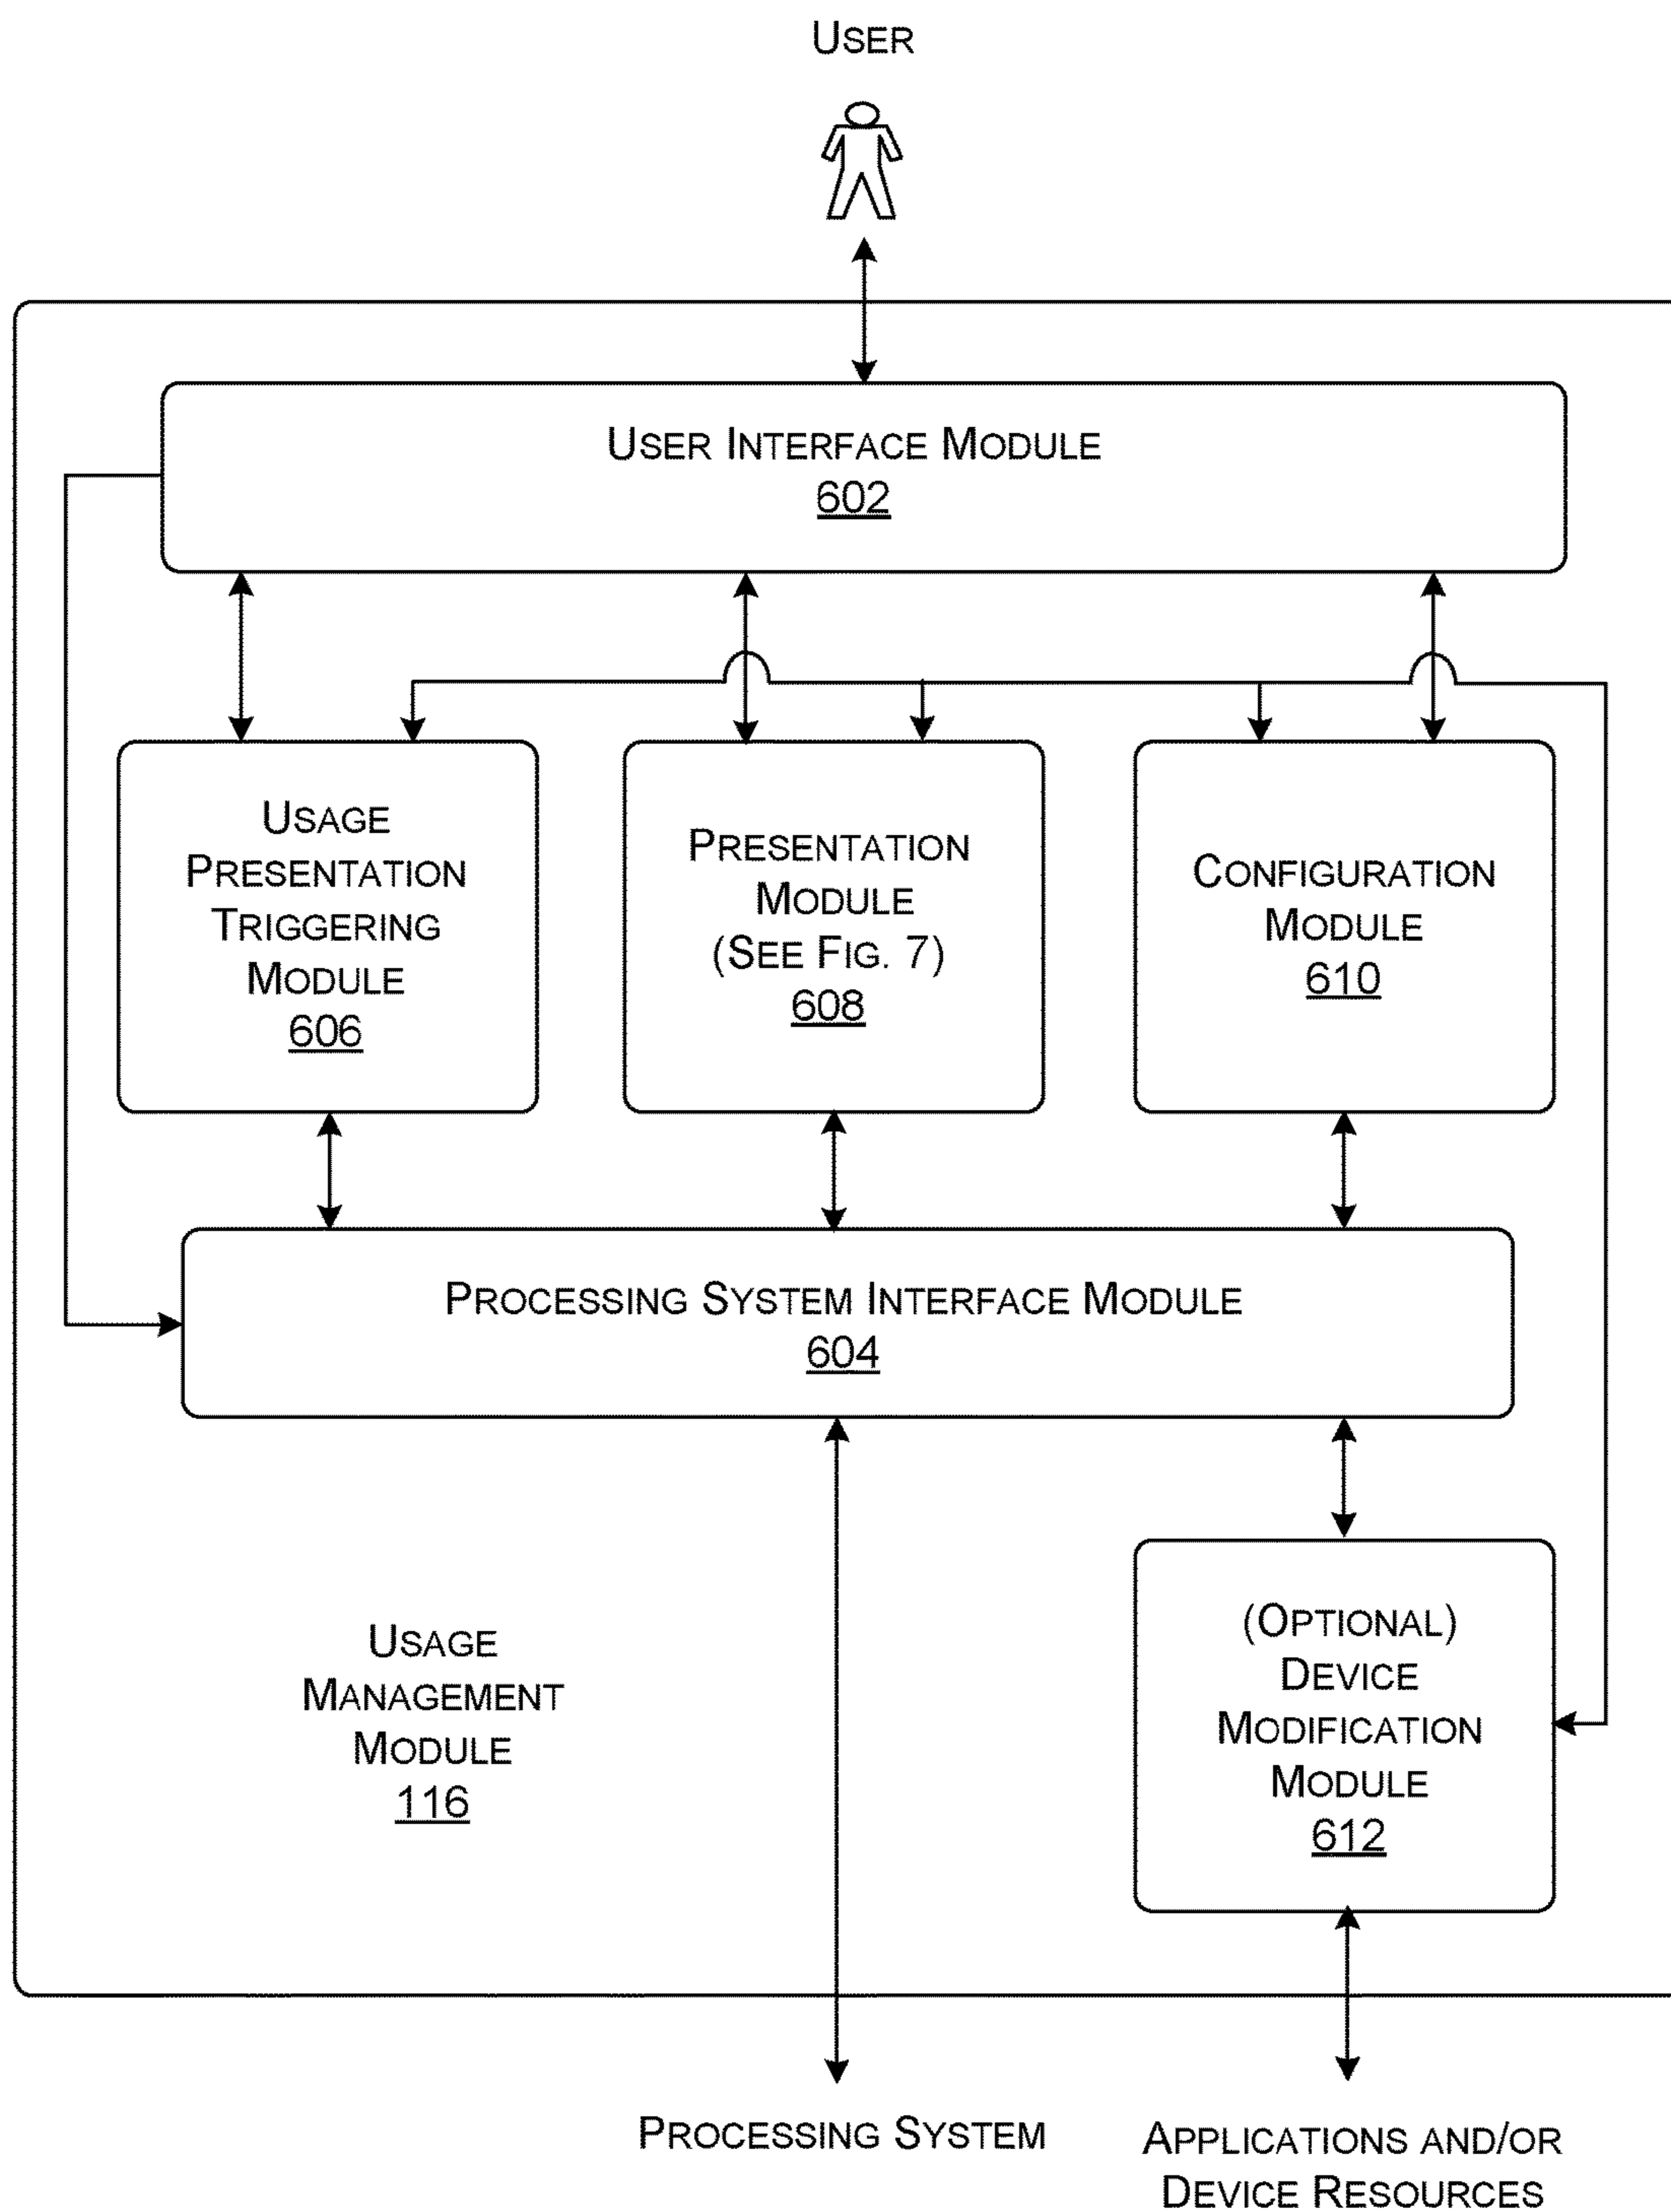 USER
USER INTERFACE MODULE
602
USAGE
PRESENTATION
TRIGGERING
MODULE
606
PRESENTATION
MODULE
(SEE FIG. 7)
608
CONFIGURATION
MODULE
610
PROCESSING SYSTEM INTERFACE MODULE
604
USAGE
MANAGEMENT
MODULE
116
(OPTIONAL)
DEVICE
MODIFICATION
MODULE
612
PROCESSING SYSTEM
APPLICATIONS AND/OR
DEVICE RESOURCES